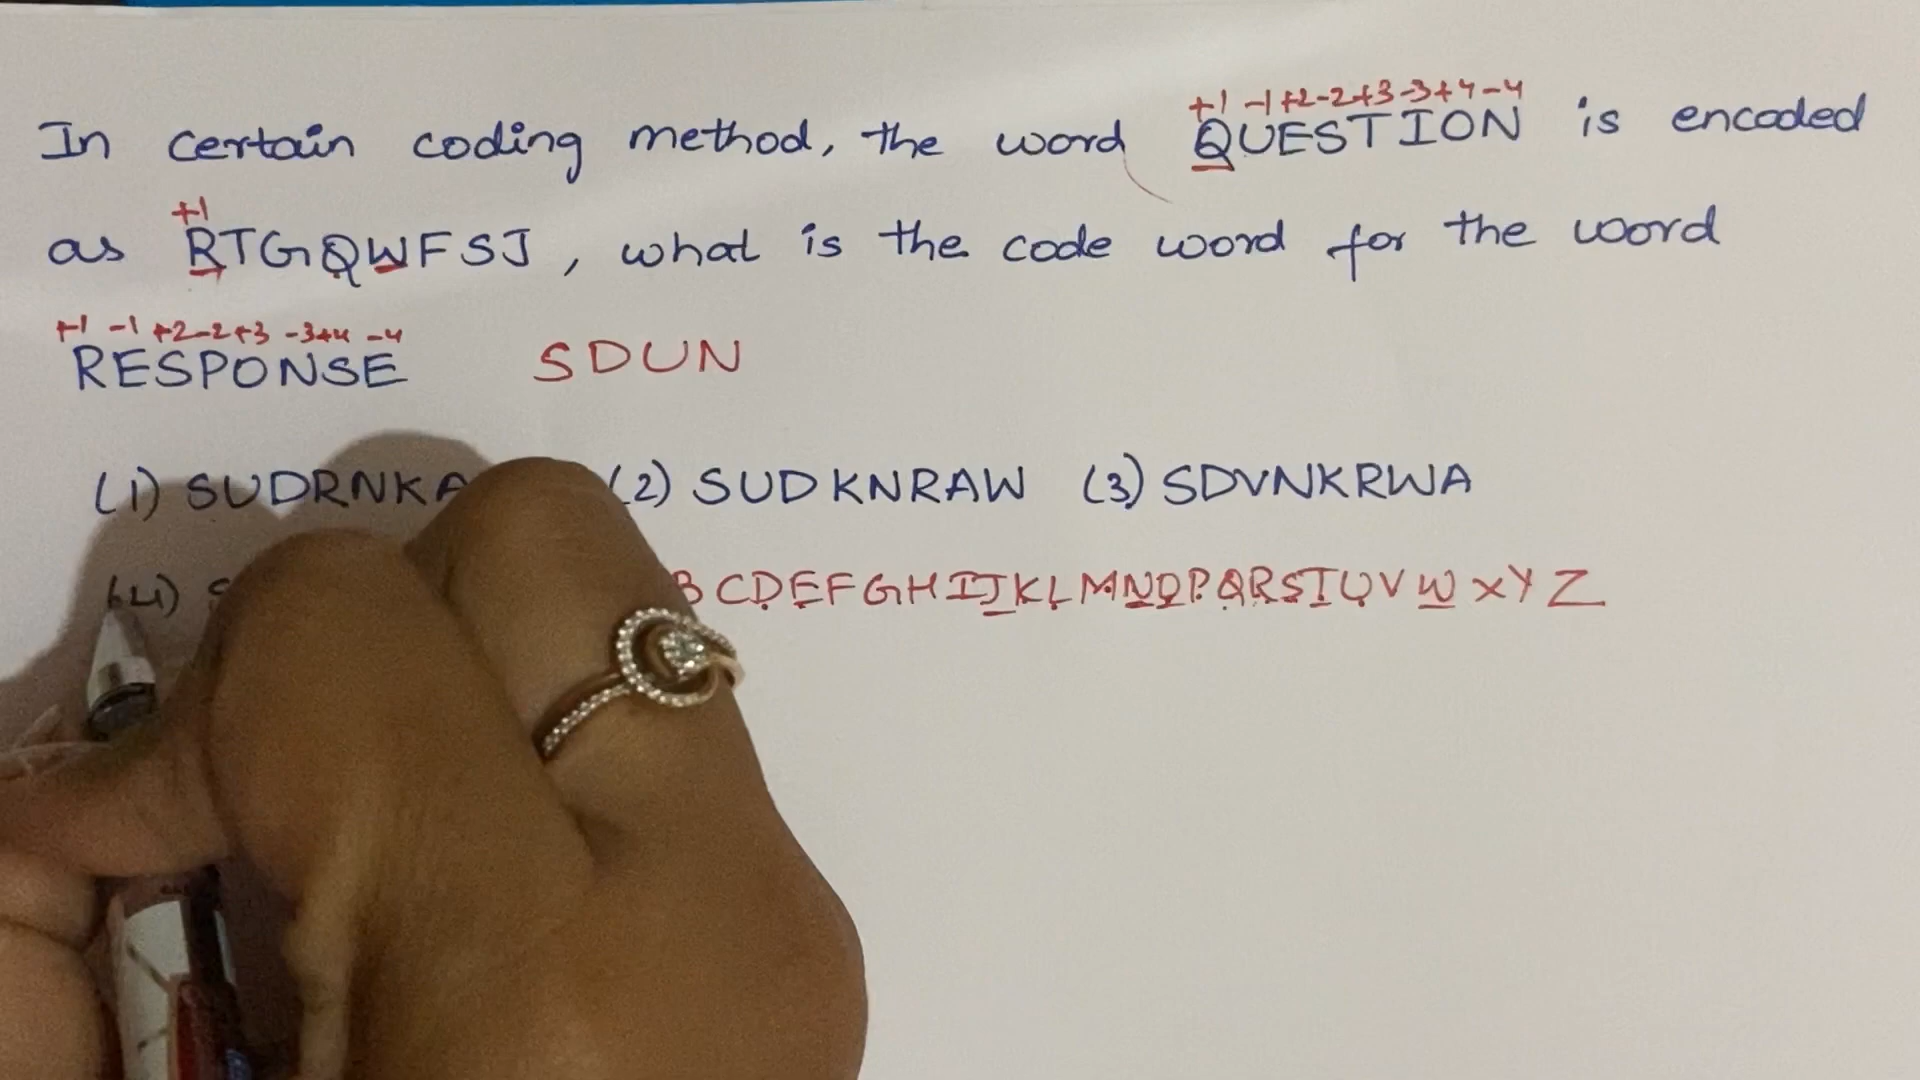 +1 -1 +2 -2 +3 -3 +4 -4
In certain coding method, the word QUESTION is encoded
+1
as RTGQWFSJ, what is the code word for the word
+1 -1 +2 -2 +3 -3 +4 -4
RESPONSE SDUN
(1) SUDRNKA (2) SUDKNRAW (3) SDVNKRWA
(4) S B C D E F G H I J K L M N O P Q R S T U V W X Y Z